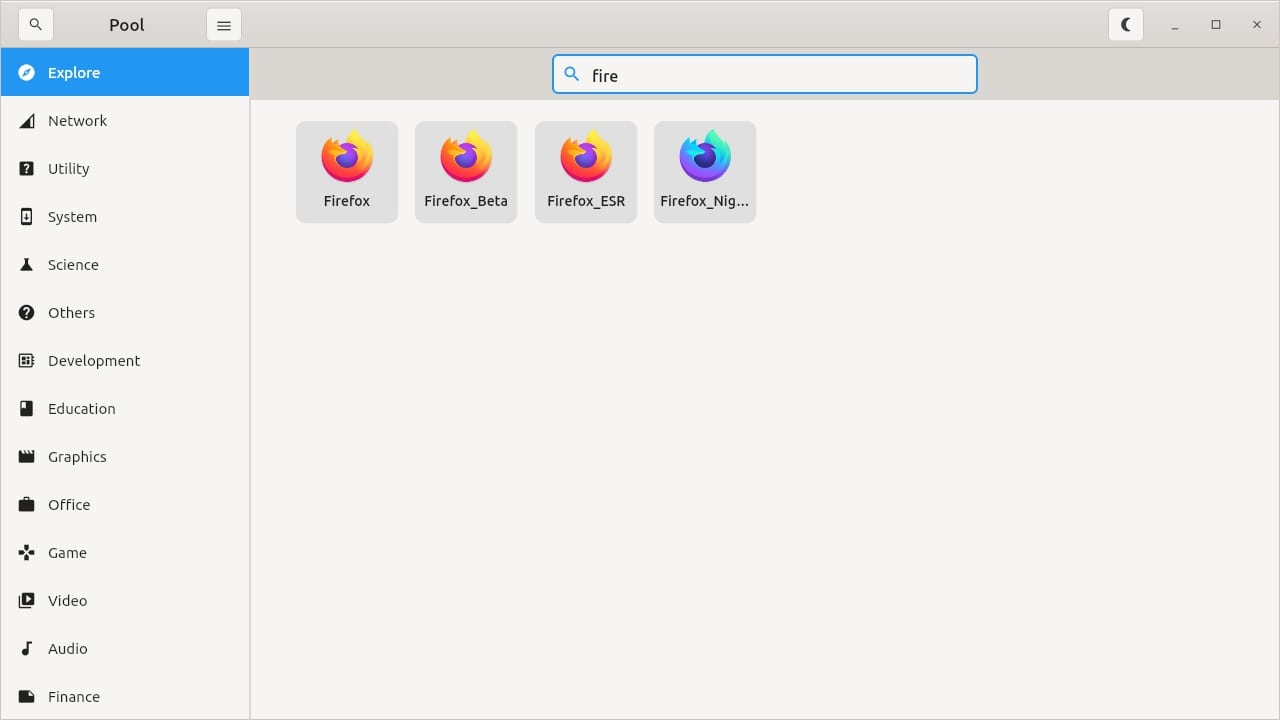 Pool
Explore
Network
Utility
System
Science
Others
Development
Education
Graphics
Office
Game
Video
Audio
Finance
fire
Firefox
Firefox_Beta
Firefox_ESR
Firefox_Nig...